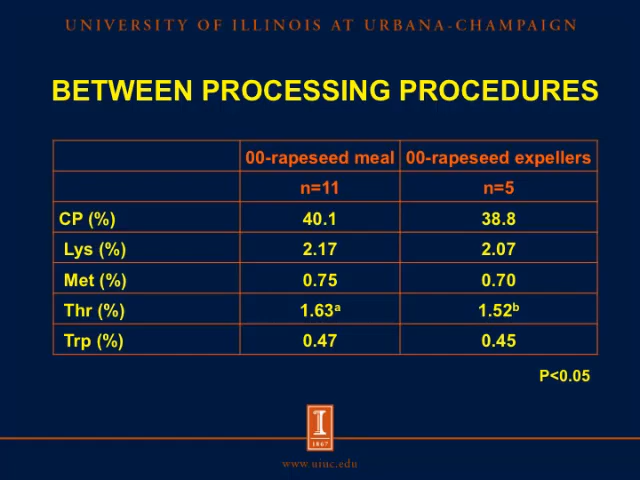 UNIVERSITY OF ILLINOIS AT URBANA-CHAMPAIGN
BETWEEN PROCESSING PROCEDURES
00-rapeseed meal 00-rapeseed expellers
n=11 n=5
CP (%) 40.1 38.8
Lys (%) 2.17 2.07
Met (%) 0.75 0.70
Thr (%) 1.63ᵃ 1.52ᵇ
Trp (%) 0.47 0.45
P<0.05
I
1867
www.uiuc.edu